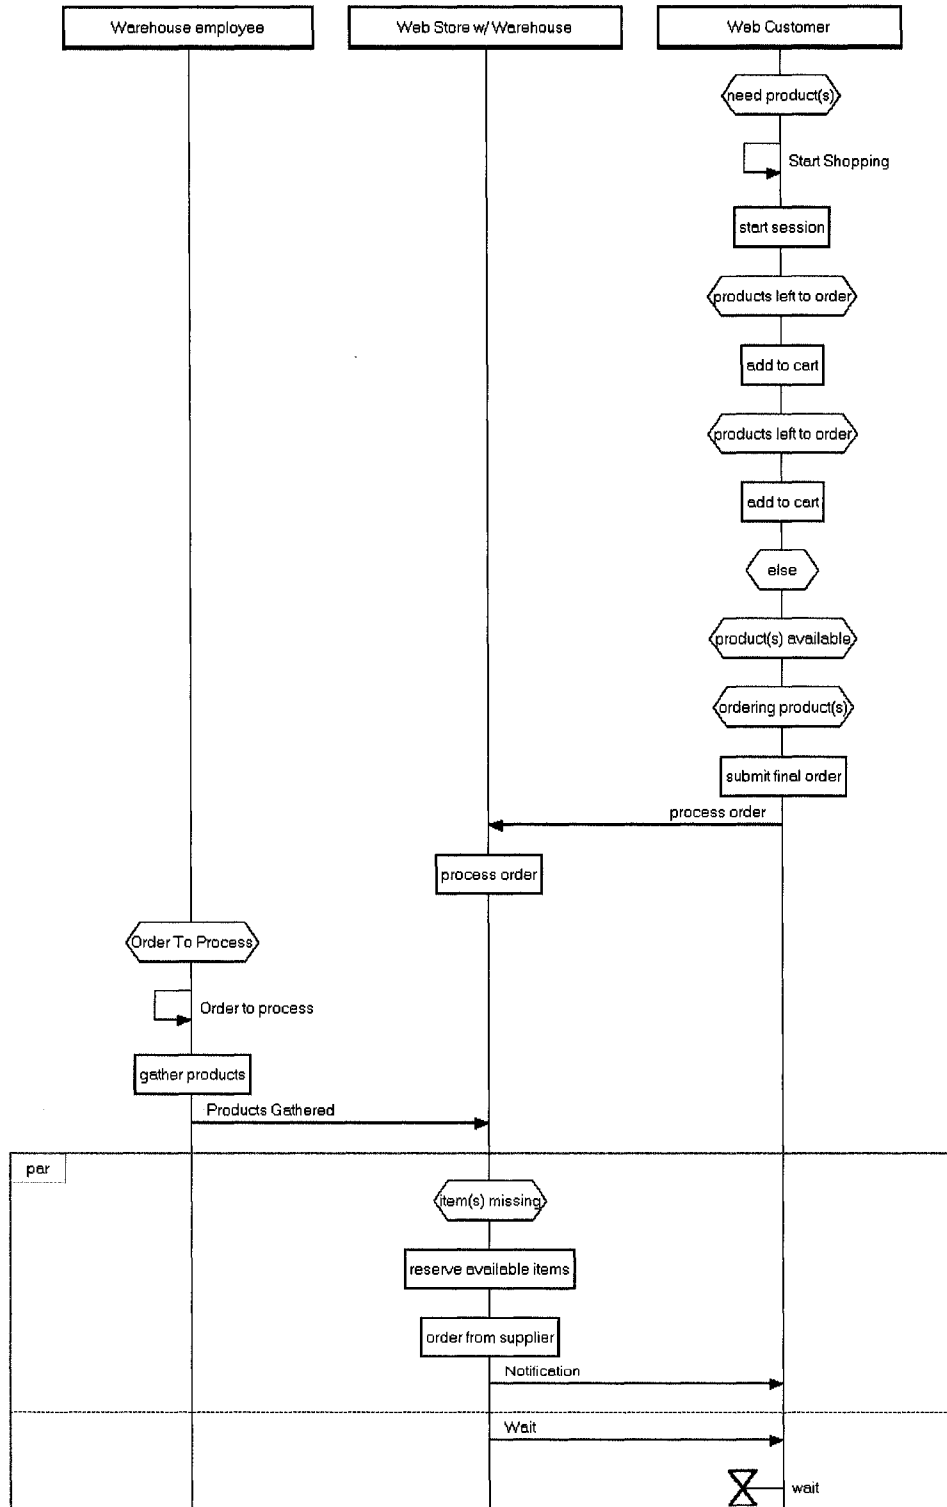 Warehouse employee
Web Store w/ Warehouse
Web Customer
need product(s)
Start Shopping
start session
products left to order
add to cart
products left to order
add to cart
else
product(s) available
ordering product(s)
submit final order
process order
process order
Order To Process
Order to process
gather products
Products Gathered
par
item(s) missing
reserve available items
order from supplier
Notification
Wait
wait